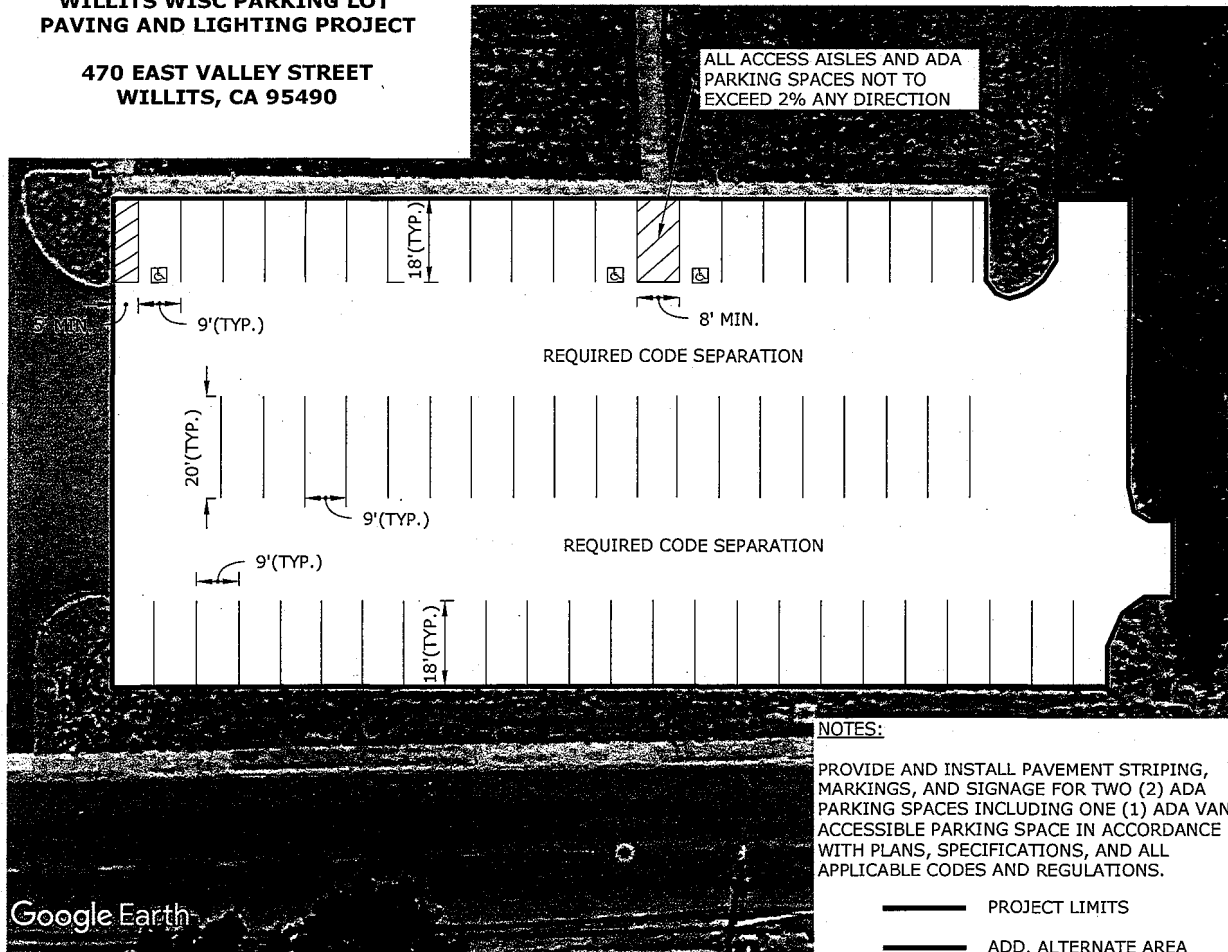 WILLITS WISC PARKING LOT
PAVING AND LIGHTING PROJECT
470 EAST VALLEY STREET
WILLITS, CA 95490
ALL ACCESS AISLES AND ADA
PARKING SPACES NOT TO
EXCEED 2% ANY DIRECTION
18'(TYP.)
5' MIN.
9'(TYP.)
8' MIN.
REQUIRED CODE SEPARATION
20'(TYP.)
9'(TYP.)
REQUIRED CODE SEPARATION
9'(TYP.)
18'(TYP.)
NOTES:
PROVIDE AND INSTALL PAVEMENT STRIPING,
MARKINGS, AND SIGNAGE FOR TWO (2) ADA
PARKING SPACES INCLUDING ONE (1) ADA VAN
ACCESSIBLE PARKING SPACE IN ACCORDANCE
WITH PLANS, SPECIFICATIONS, AND ALL
APPLICABLE CODES AND REGULATIONS.
PROJECT LIMITS
ADD. ALTERNATE AREA
Google Earth